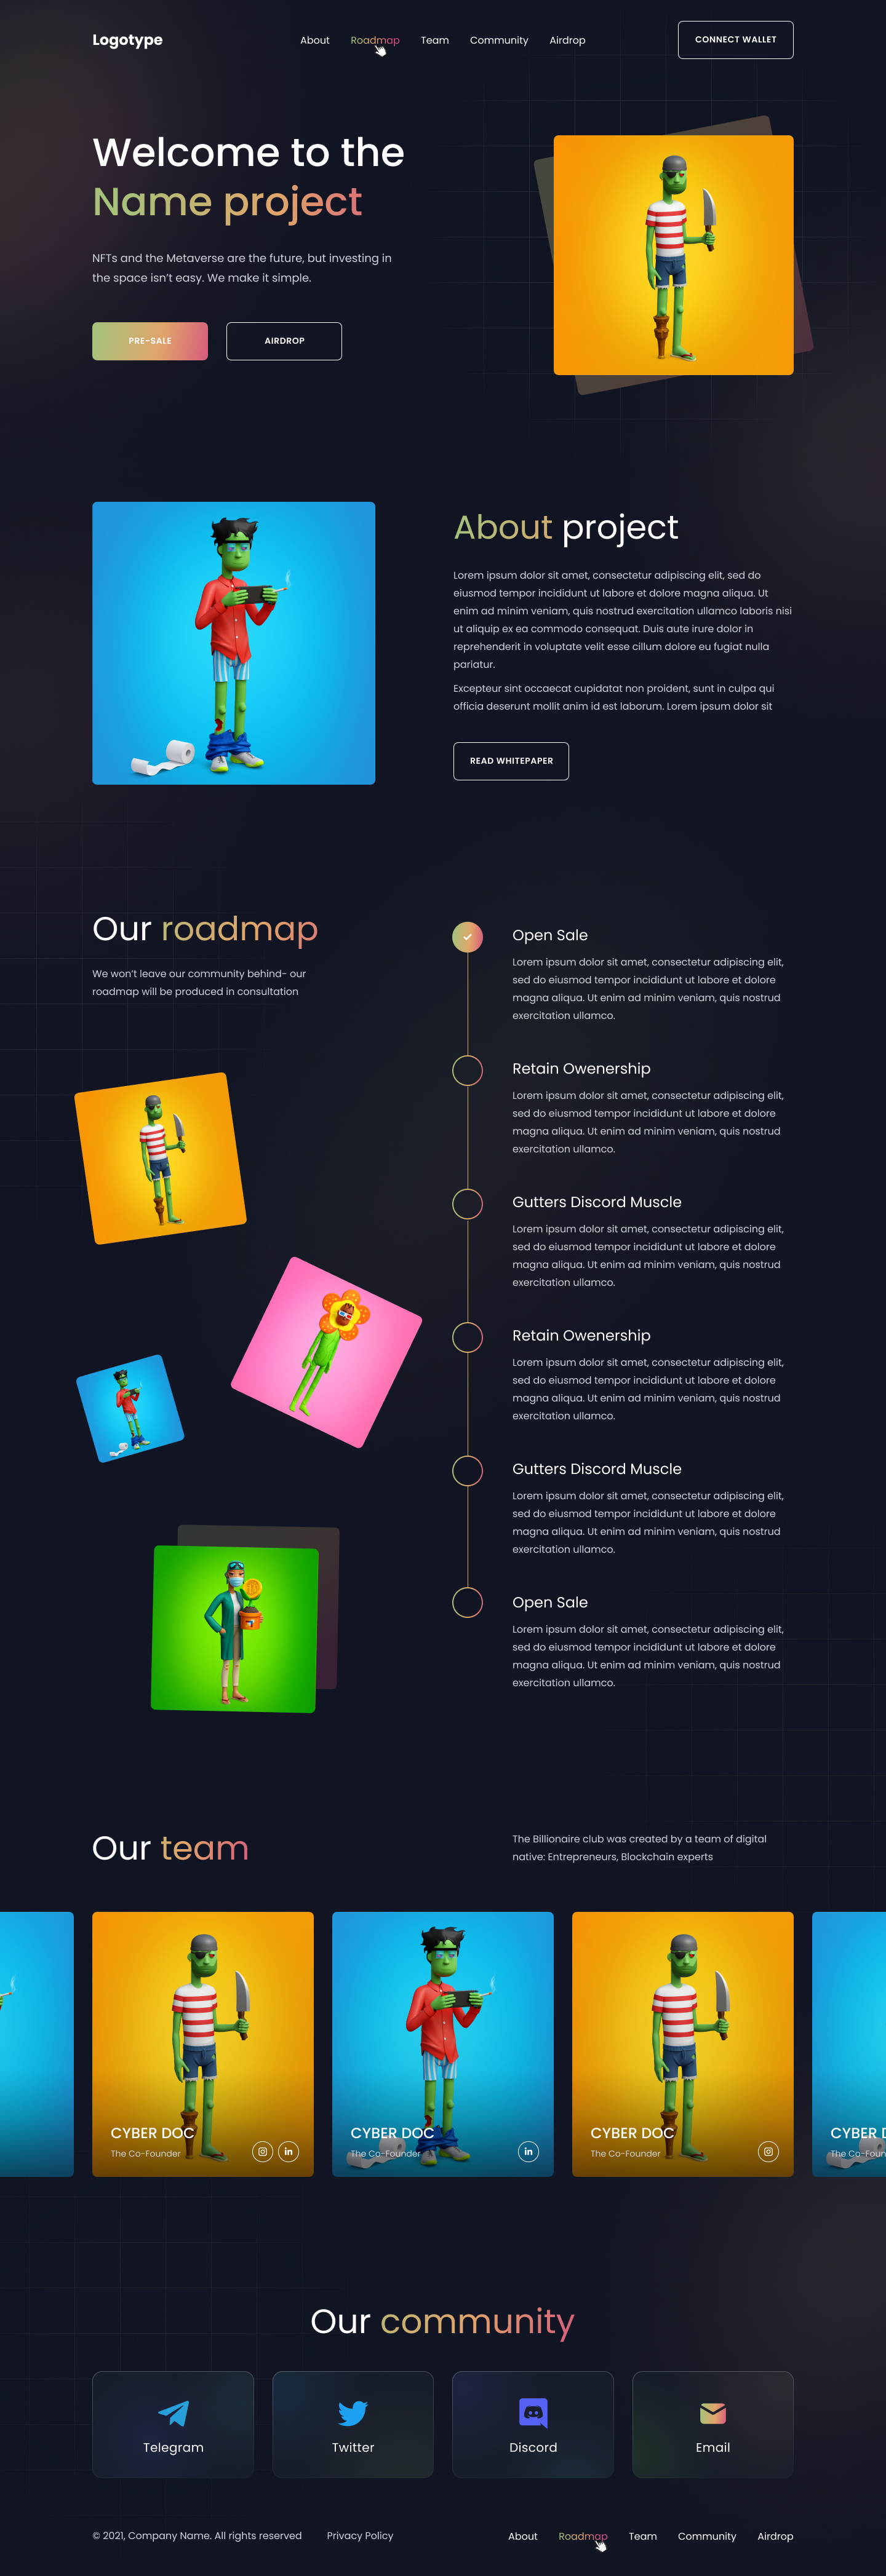 Logotype
About Roadmap Team Community Airdrop
CONNECT WALLET
Welcome to the
Name project
NFTs and the Metaverse are the future, but investing in
the space isn't easy. We make it simple.
PRE-SALE
AIRDROP
About project
Lorem ipsum dolor sit amet, consectetur adipiscing elit, sed do
eiusmod tempor incididunt ut labore et dolore magna aliqua. Ut
enim ad minim veniam, quis nostrud exercitation ullamco laboris nisi
ut aliquip ex ea commodo consequat. Duis aute irure dolor in
reprehenderit in voluptate velit esse cillum dolore eu fugiat nulla
pariatur.
Excepteur sint occaecat cupidatat non proident, sunt in culpa qui
officia deserunt mollit anim id est laborum. Lorem ipsum dolor sit
READ WHITEPAPER
Our roadmap
We won't leave our community behind- our
roadmap will be produced in consultation
Open Sale
Lorem ipsum dolor sit amet, consectetur adipiscing elit,
sed do eiusmod tempor incididunt ut labore et dolore
magna aliqua. Ut enim ad minim veniam, quis nostrud
exercitation ullamco.
Retain Owenership
Lorem ipsum dolor sit amet, consectetur adipiscing elit,
sed do eiusmod tempor incididunt ut labore et dolore
magna aliqua. Ut enim ad minim veniam, quis nostrud
exercitation ullamco.
Gutters Discord Muscle
Lorem ipsum dolor sit amet, consectetur adipiscing elit,
sed do eiusmod tempor incididunt ut labore et dolore
magna aliqua. Ut enim ad minim veniam, quis nostrud
exercitation ullamco.
Retain Owenership
Lorem ipsum dolor sit amet, consectetur adipiscing elit,
sed do eiusmod tempor incididunt ut labore et dolore
magna aliqua. Ut enim ad minim veniam, quis nostrud
exercitation ullamco.
Gutters Discord Muscle
Lorem ipsum dolor sit amet, consectetur adipiscing elit,
sed do eiusmod tempor incididunt ut labore et dolore
magna aliqua. Ut enim ad minim veniam, quis nostrud
exercitation ullamco.
Open Sale
Lorem ipsum dolor sit amet, consectetur adipiscing elit,
sed do eiusmod tempor incididunt ut labore et dolore
magna aliqua. Ut enim ad minim veniam, quis nostrud
exercitation ullamco.
Our team
The Billionaire club was created by a team of digital
native: Entrepreneurs, Blockchain experts
CYBER DOC
The Co-Founder
in
CYBER DOC
The Co-Founder
in
CYBER DOC
The Co-Founder
CYBER D
The Co-Foun
Our community
Telegram
Twitter
Discord
Email
© 2021, Company Name. All rights reserved
Privacy Policy
About Roadmap Team Community Airdrop